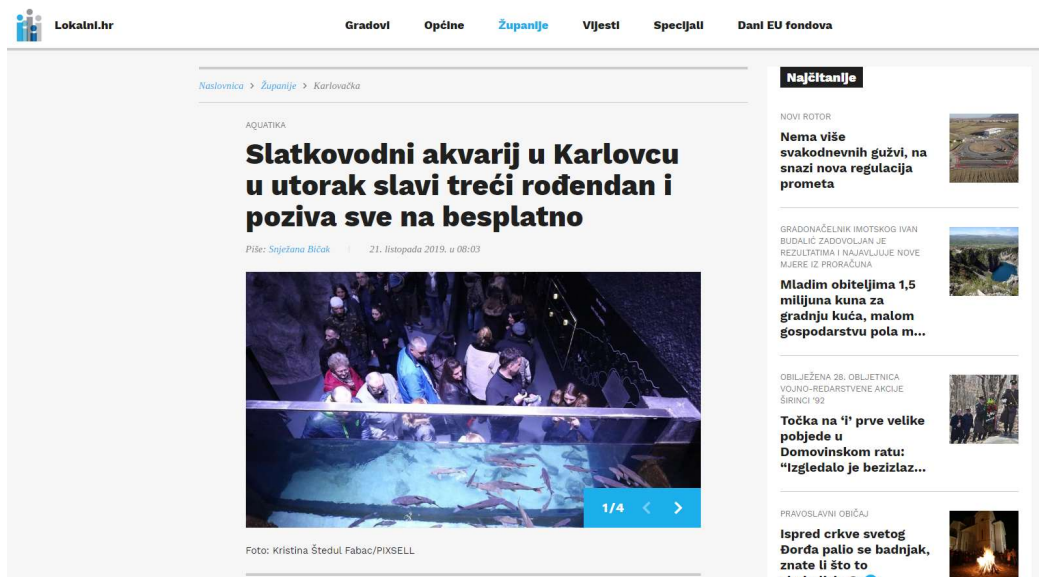 Lokalni.hr
Gradovi Općine Županije Vijesti Specijali Dani EU fondova
Naslovnica > Županije > Karlovačka
AQUATIKA
Slatkovodni akvarij u Karlovcu
u utorak slavi treći rođendan i
poziva sve na besplatno
Piše: Snježana Bičak 21. listopada 2019. u 08:03
1/4
Foto: Kristina Štedul Fabac/PIXSELL
Najčitanije
NOVI ROTOR
Nema više
svakodnevnih gužvi, na
snazi nova regulacija
prometa
GRADONAČELNIK IMOTSKOG IVAN
BUDALIĆ ZADOVOLJAN JE
REZULTATIMA I NAJAVLJUJE NOVE
MJERE IZ PRORAČUNA
Mladim obiteljima 1,5
milijuna kuna za
gradnju kuća, malom
gospodarstvu pola m...
OBILJEŽENA 28. OBLJETNICA
VOJNO-REDARSTVENE AKCIJE
ŠIRINCI '92
Točka na ‘i’ prve velike
pobjede u
Domovinskom ratu:
“Izgledalo je bezizlaz...
PRAVOSLAVNI OBIČAJ
Ispred crkve svetog
Đorđa palio se badnjak,
znate li što to